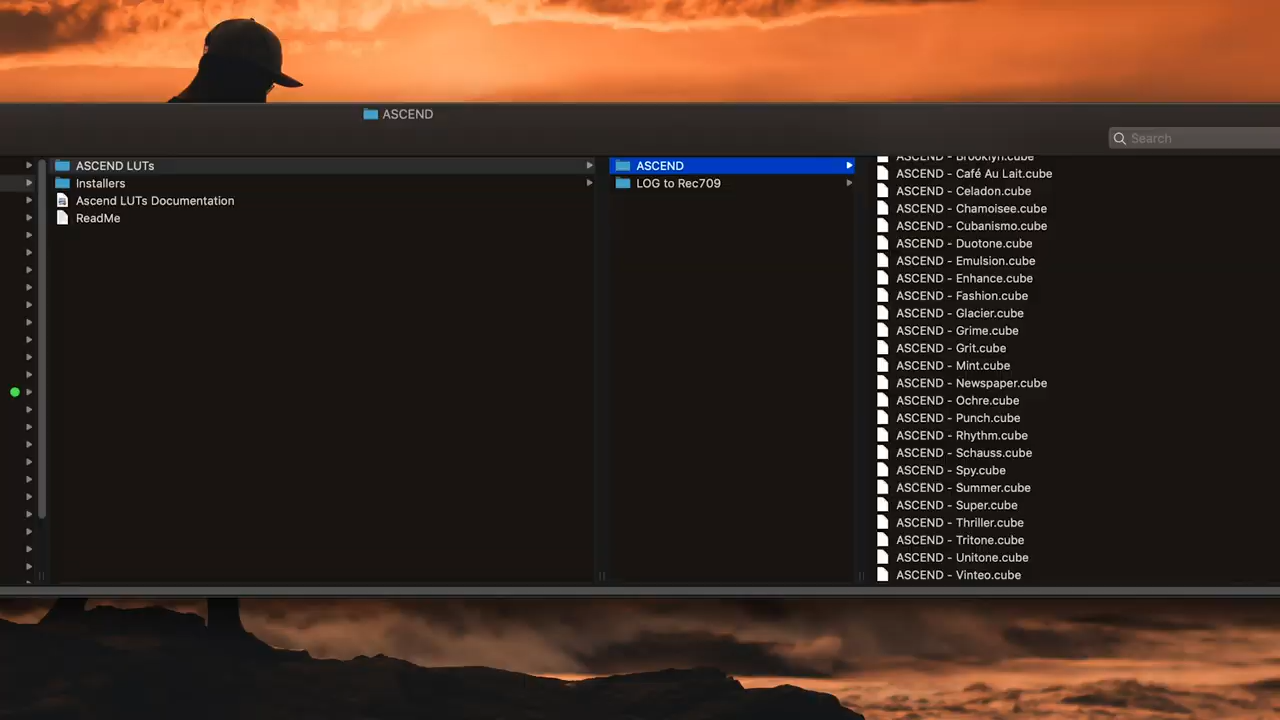 ASCEND
Search
ASCEND LUTs
Installers
Ascend LUTs Documentation
ReadMe
ASCEND
LOG to Rec709
ASCEND - Brooklyn.cube
ASCEND - Café Au Lait.cube
ASCEND - Celadon.cube
ASCEND - Chamoisee.cube
ASCEND - Cubanismo.cube
ASCEND - Duotone.cube
ASCEND - Emulsion.cube
ASCEND - Enhance.cube
ASCEND - Fashion.cube
ASCEND - Glacier.cube
ASCEND - Grime.cube
ASCEND - Grit.cube
ASCEND - Mint.cube
ASCEND - Newspaper.cube
ASCEND - Ochre.cube
ASCEND - Punch.cube
ASCEND - Rhythm.cube
ASCEND - Schauss.cube
ASCEND - Spy.cube
ASCEND - Summer.cube
ASCEND - Super.cube
ASCEND - Thriller.cube
ASCEND - Tritone.cube
ASCEND - Unitone.cube
ASCEND - Vinteo.cube